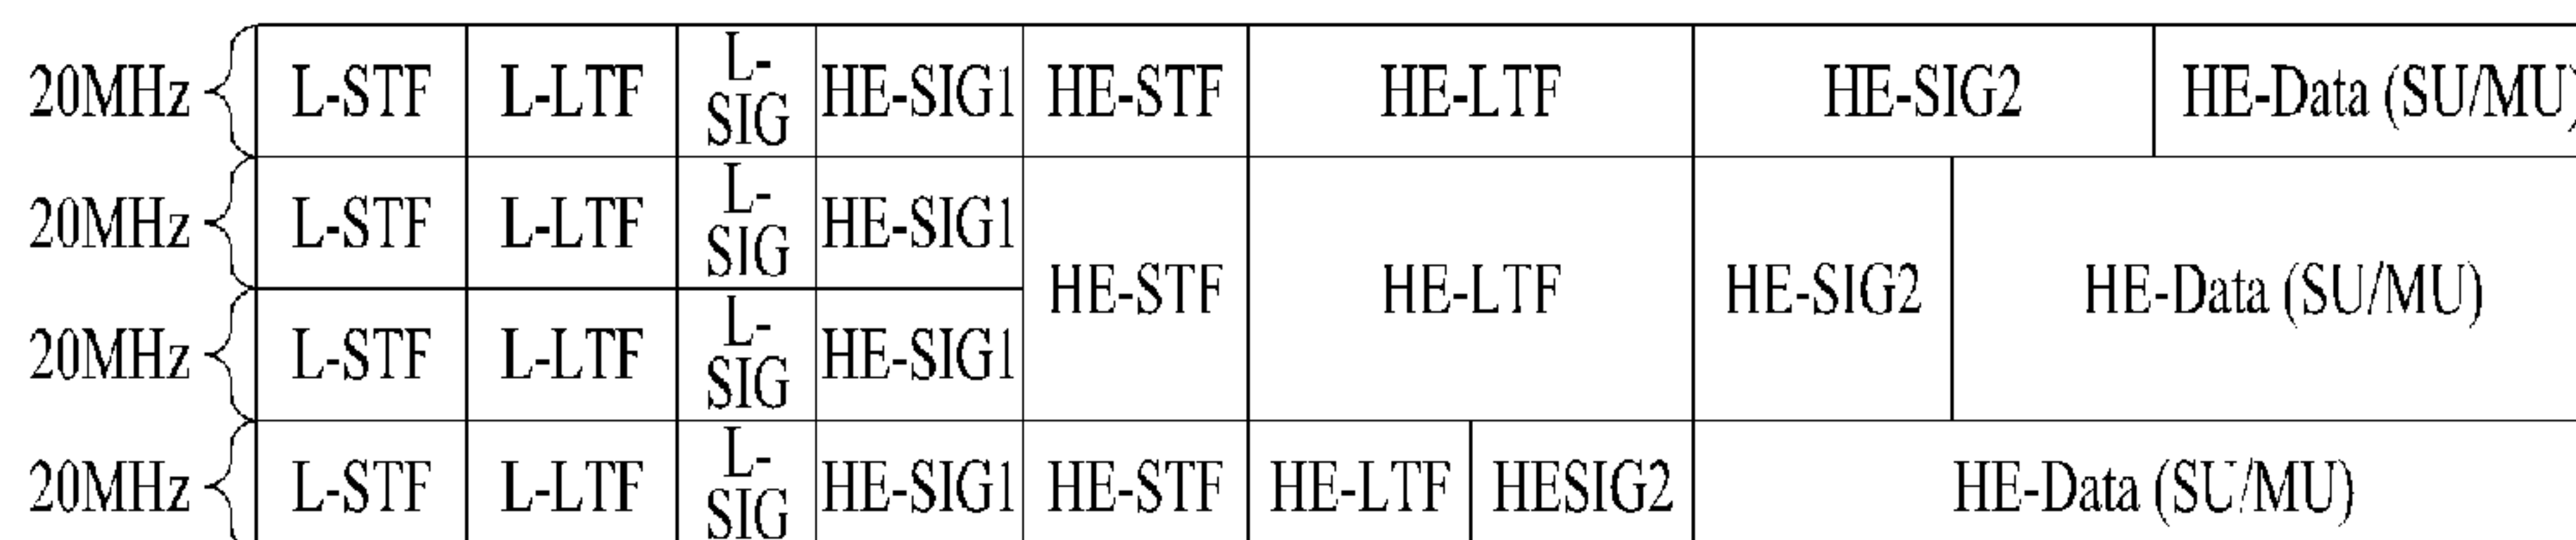 20MHz L-STF L-LTF L-SIG HE-SIG1 HE-STF HE-LTF HE-SIG2 HE-Data (SU/MU)
20MHz L-STF L-LTF L-SIG HE-SIG1
HE-STF HE-LTF HE-SIG2 HE-Data (SU/MU)
20MHz L-STF L-LTF L-SIG HE-SIG1
20MHz L-STF L-LTF L-SIG HE-SIG1 HE-STF HE-LTF HESIG2 HE-Data (SU/MU)